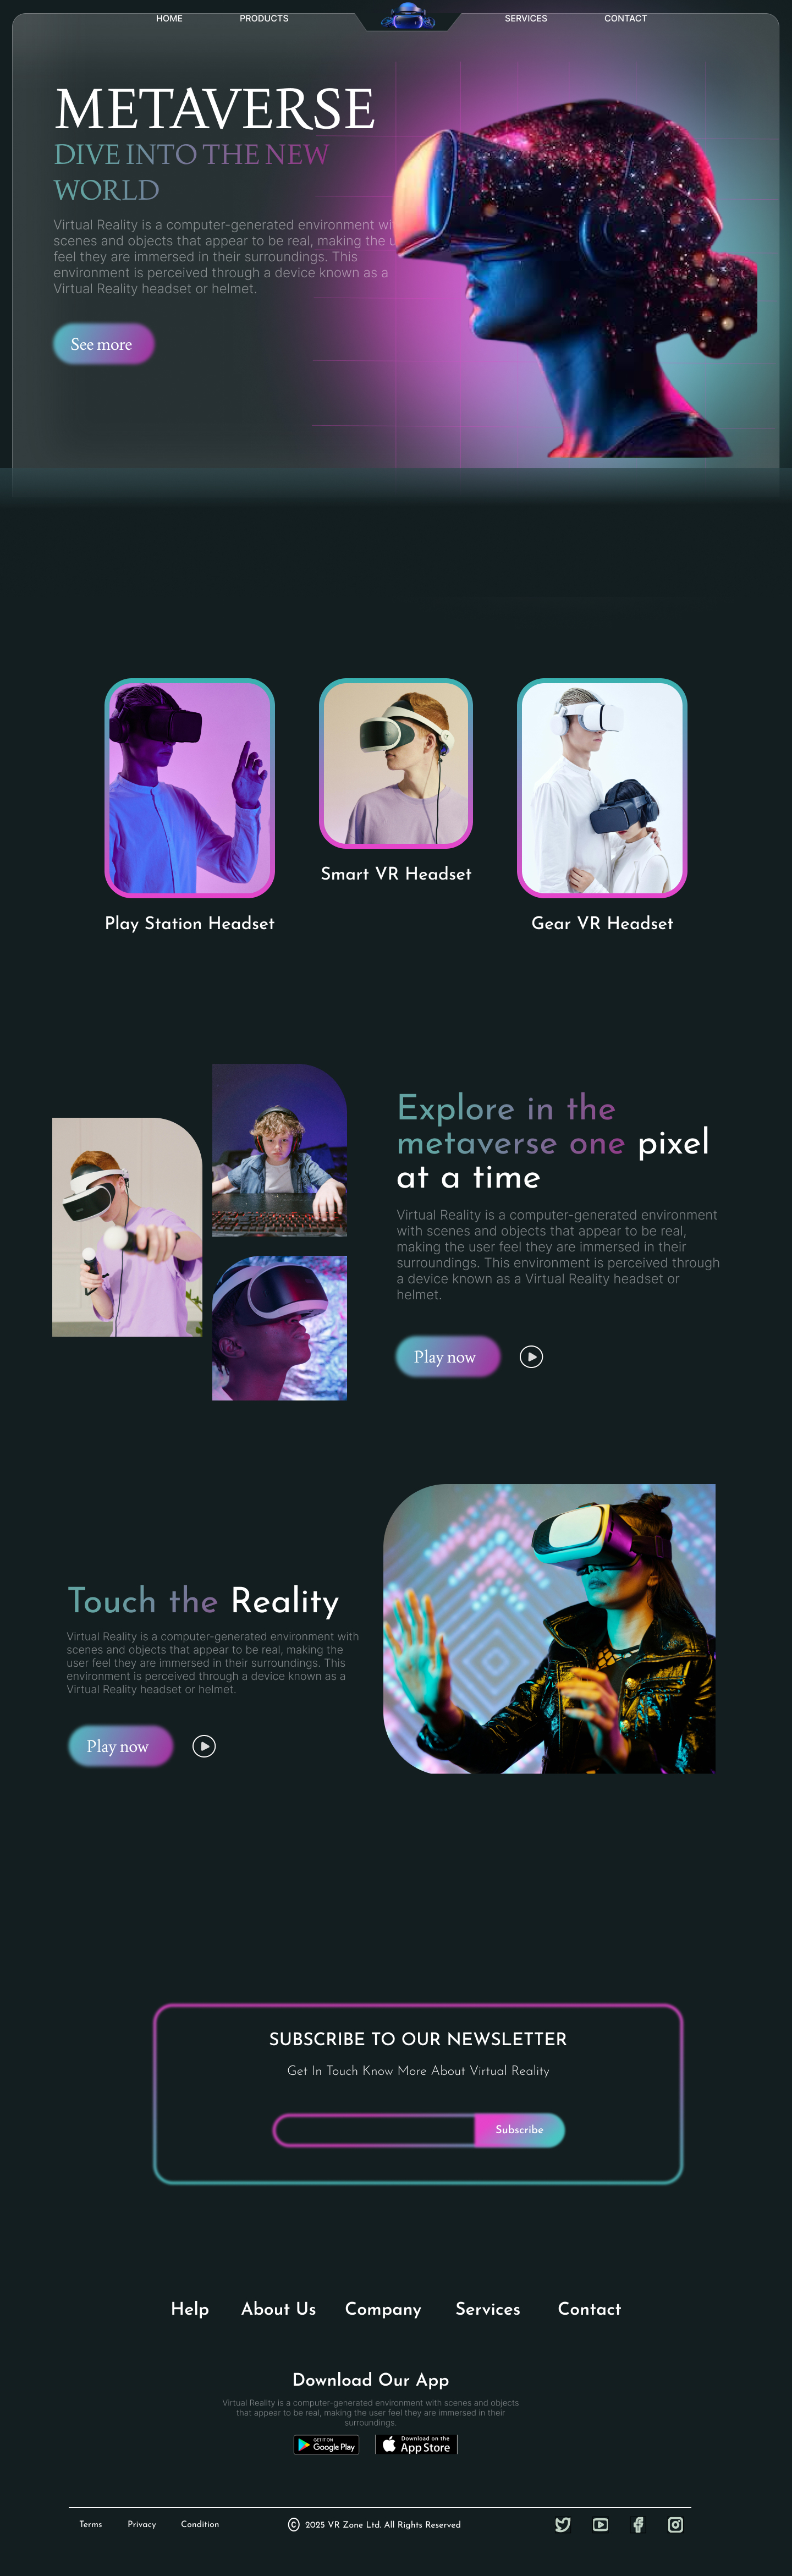 HOME PRODUCTS SERVICES CONTACT
METAVERSE
DIVE INTO THE NEW
WORLD
Virtual Reality is a computer-generated environment wi
scenes and objects that appear to be real, making the u
feel they are immersed in their surroundings. This
environment is perceived through a device known as a
Virtual Reality headset or helmet.
See more
Smart VR Headset
Play Station Headset
Gear VR Headset
Explore in the
metaverse one pixel
at a time
Virtual Reality is a computer-generated environment
with scenes and objects that appear to be real,
making the user feel they are immersed in their
surroundings. This environment is perceived through
a device known as a Virtual Reality headset or
helmet.
Play now
Touch the Reality
Virtual Reality is a computer-generated environment with
scenes and objects that appear to be real, making the
user feel they are immersed in their surroundings. This
environment is perceived through a device known as a
Virtual Reality headset or helmet.
Play now
SUBSCRIBE TO OUR NEWSLETTER
Get In Touch Know More About Virtual Reality
Subscribe
Help About Us Company Services Contact
Download Our App
Virtual Reality is a computer-generated environment with scenes and objects
that appear to be real, making the user feel they are immersed in their
surroundings.
GET IT ON
Google Play
Download on the
App Store
Terms Privacy Condition
© 2025 VR Zone Ltd. All Rights Reserved